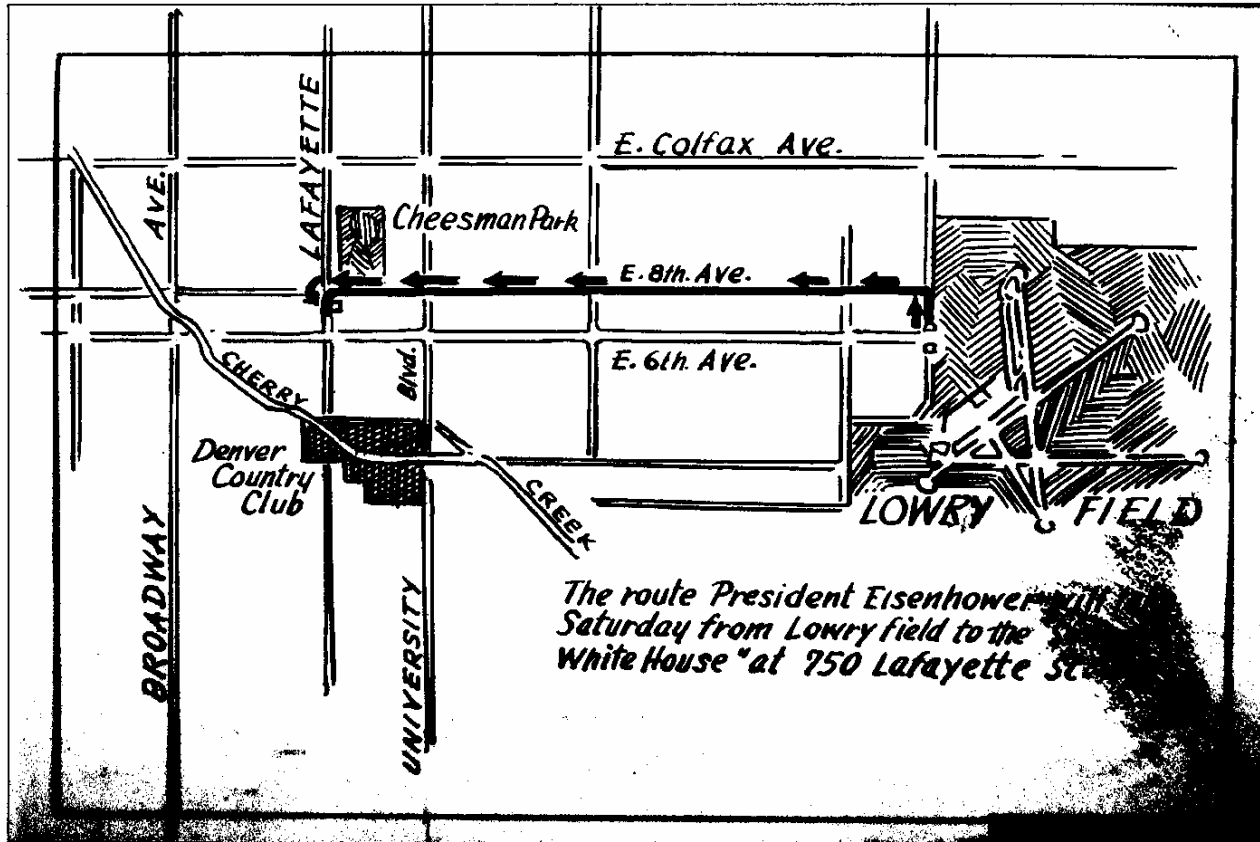 E. Colfax Ave.
LAFAYETTE
AVE.
Cheesman Park
E. 8th. Ave.
E. 6th. Ave.
Blvd.
CHERRY
Denver
Country
Club
CREEK
LOWRY FIELD
BROADWAY
UNIVERSITY
The route President Eisenhower
Saturday from Lowry field to the
White House" at 750 Lafayette